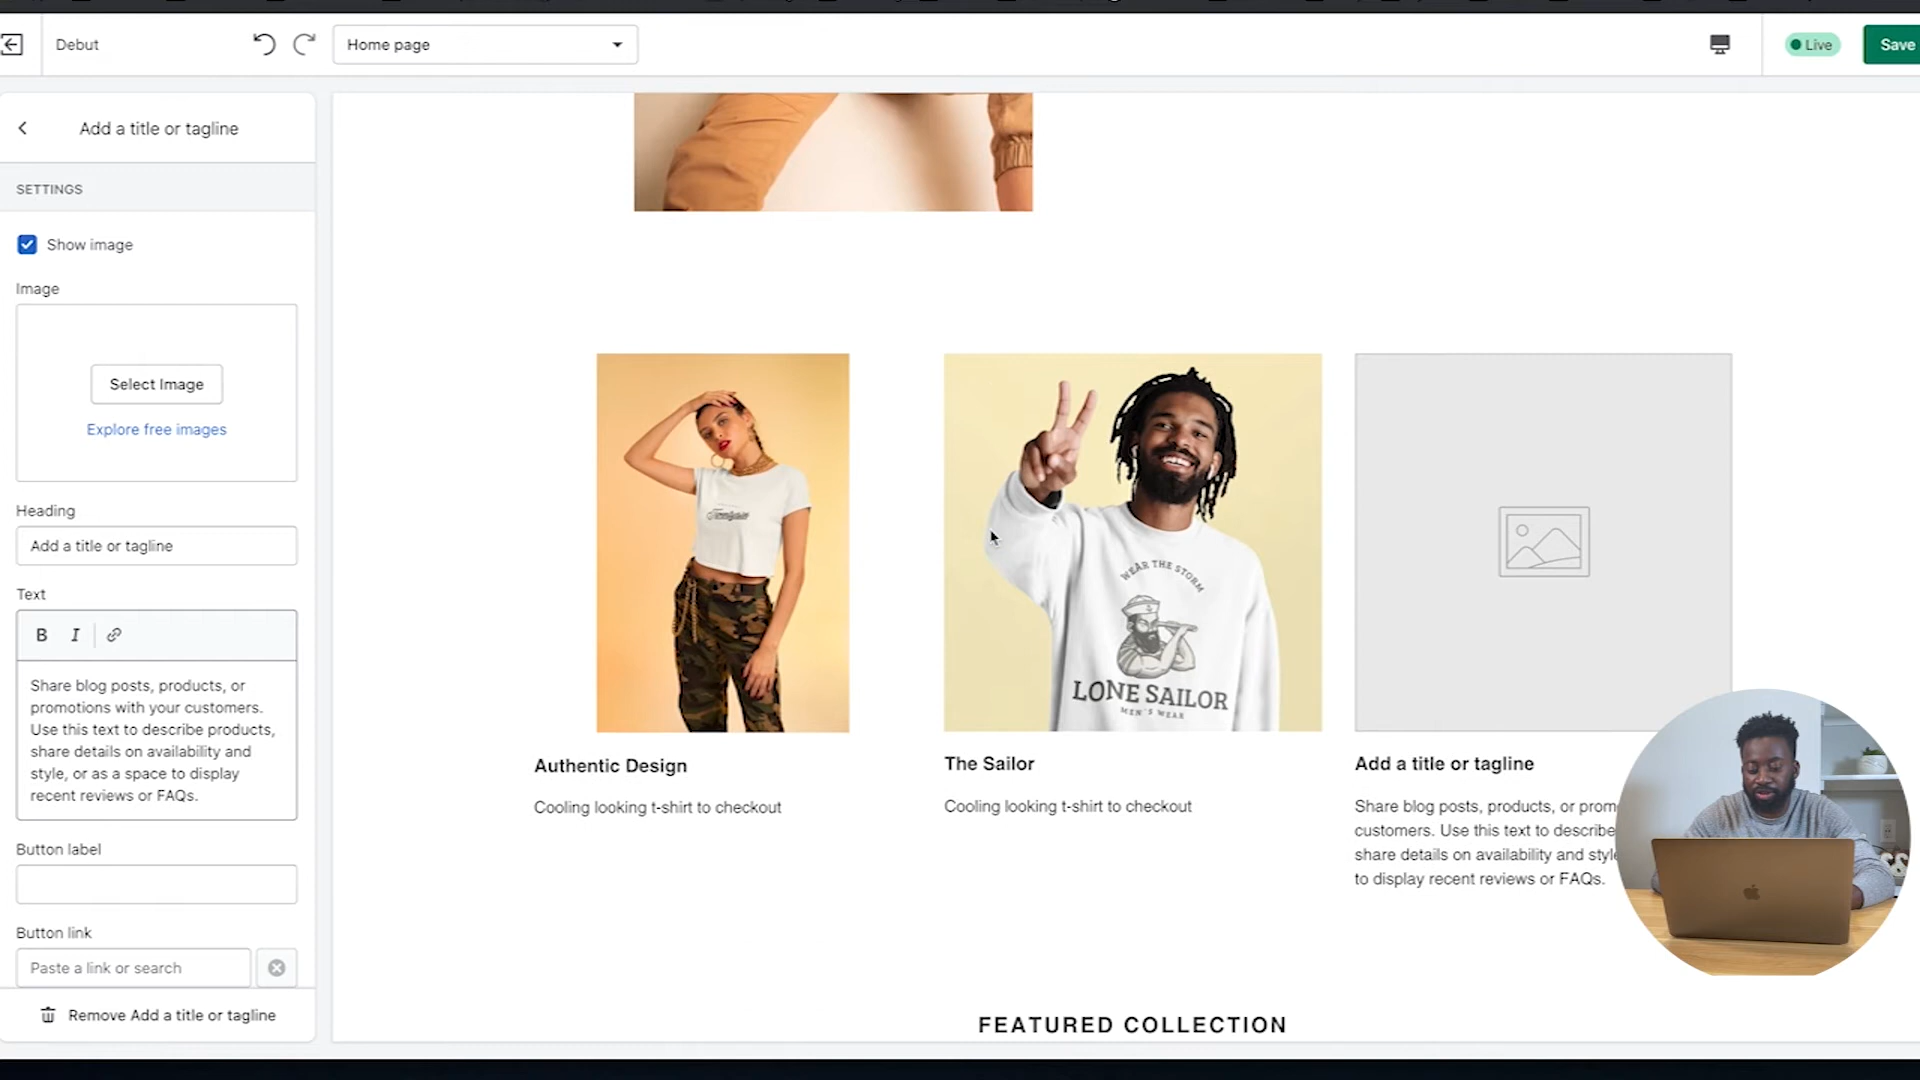 Debut
Home page
Live
Save
Add a title or tagline
SETTINGS
Show image
Image
Select Image
Explore free images
Heading
Add a title or tagline
Text
B I
Share blog posts, products, or
promotions with your customers.
Use this text to describe products,
share details on availability and
style, or as a space to display
recent reviews or FAQs.
Button label
Button link
Paste a link or search
Remove Add a title or tagline
WEAR THE STORM
LONE SAILOR
MEN'S WEAR
Authentic Design
Cooling looking t-shirt to checkout
The Sailor
Cooling looking t-shirt to checkout
Add a title or tagline
Share blog posts, products, or prom
customers. Use this text to describe
share details on availability and style
to display recent reviews or FAQs.
FEATURED COLLECTION